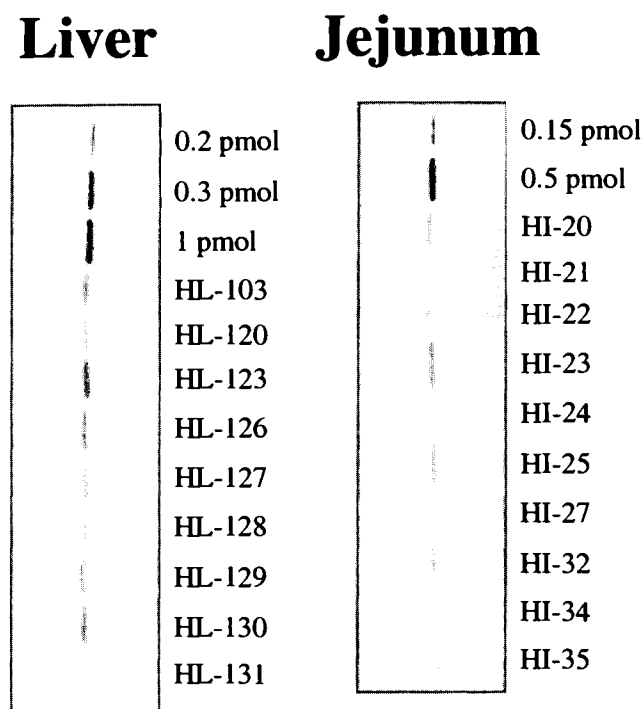 Liver
0.2 pmol
0.3 pmol
1 pmol
HL-103
HL-120
HL-123
HL-126
HL-127
HL-128
HL-129
HL-130
HL-131
Jejunum
0.15 pmol
0.5 pmol
HI-20
HI-21
HI-22
HI-23
HI-24
HI-25
HI-27
HI-32
HI-34
HI-35